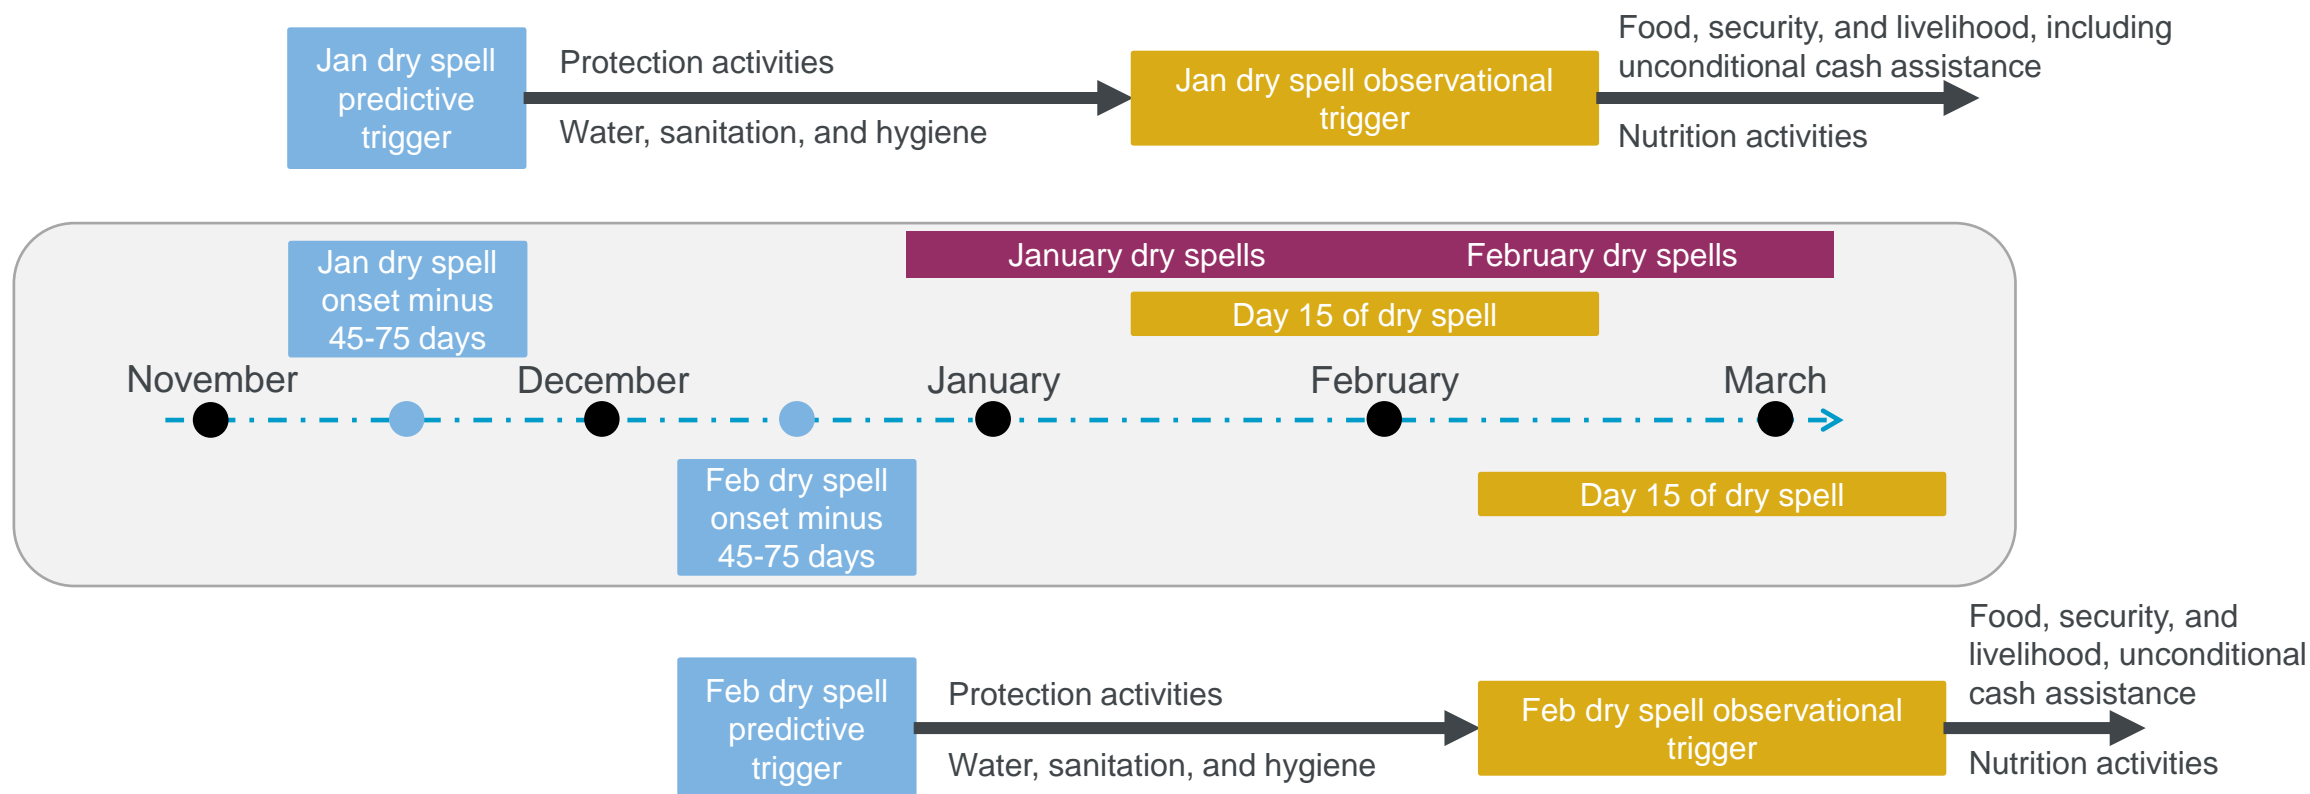 Jan dry spell
predictive
trigger
Protection activities
Water, sanitation, and hygiene
Jan dry spell observational
trigger
Food, security, and livelihood, including
unconditional cash assistance
Nutrition activities
Jan dry spell
onset minus
45-75 days
January dry spells
February dry spells
Day 15 of dry spell
November
December
January
February
March
Feb dry spell
onset minus
45-75 days
Day 15 of dry spell
Feb dry spell
predictive
trigger
Protection activities
Water, sanitation, and hygiene
Feb dry spell observational
trigger
Food, security, and
livelihood, unconditional
cash assistance
Nutrition activities